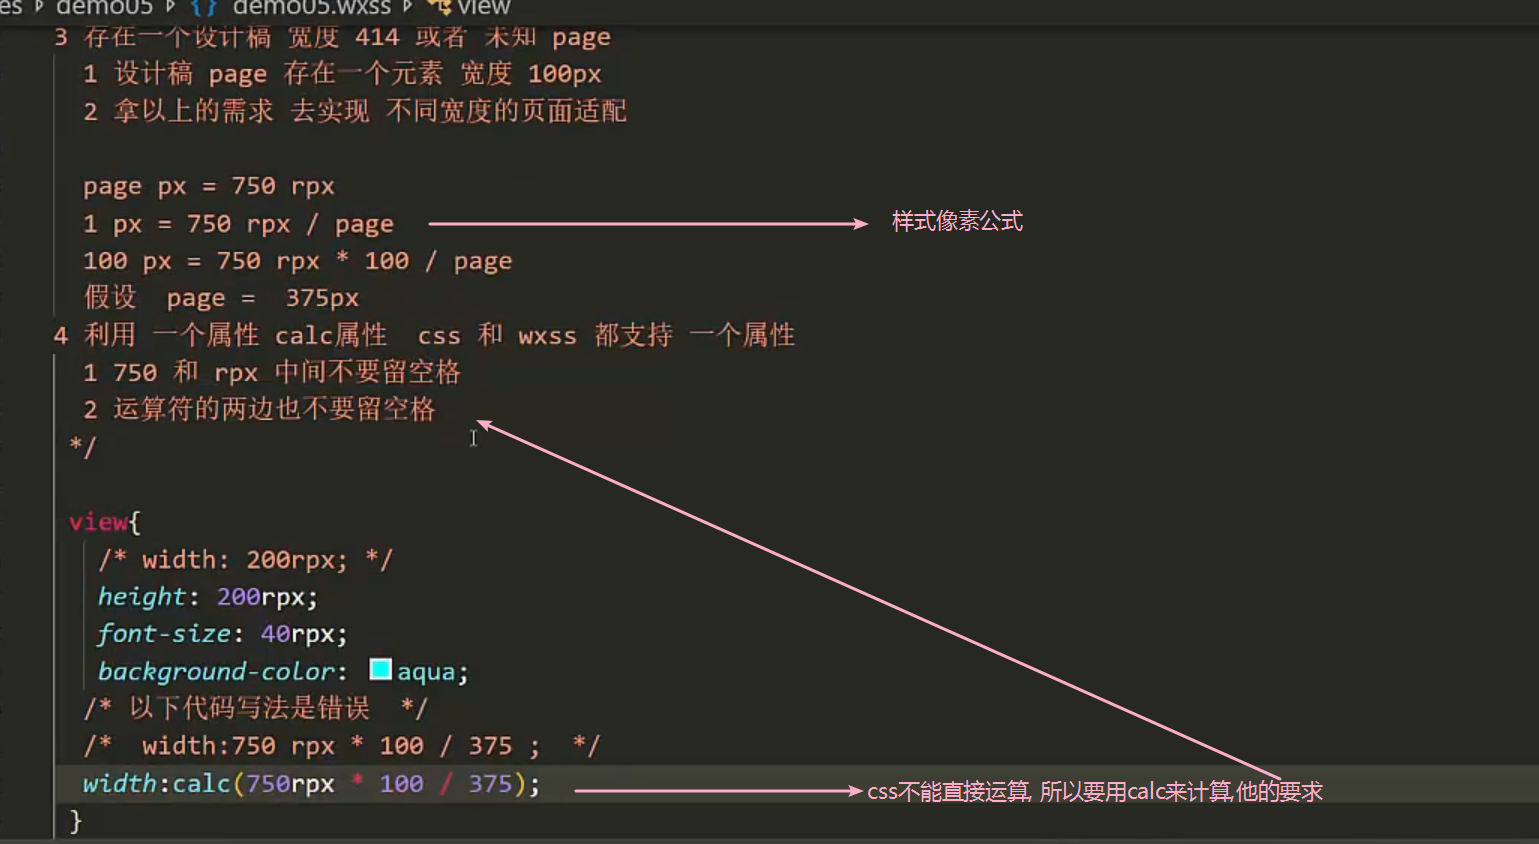 es demo05 {} demo05.wxss view
3 存在一个设计稿 宽度 414 或者 未知 page
1 设计稿 page 存在一个元素 宽度 100px
2 拿以上的需求 去实现 不同宽度的页面适配
page px = 750 rpx
1 px = 750 rpx / page
样式像素公式
100 px = 750 rpx * 100 / page
假设 page = 375px
4 利用 一个属性 calc属性 css 和 wxss 都支持 一个属性
1 750 和 rpx 中间不要留空格
2 运算符的两边也不要留空格
*/
view{
/* width: 200rpx; */
height: 200rpx;
font-size: 40rpx;
background-color: aqua;
/* 以下代码写法是错误 */
/* width:750 rpx * 100 / 375 ; */
width:calc(750rpx * 100 / 375);
css不能直接运算, 所以要用calc来计算,他的要求
}